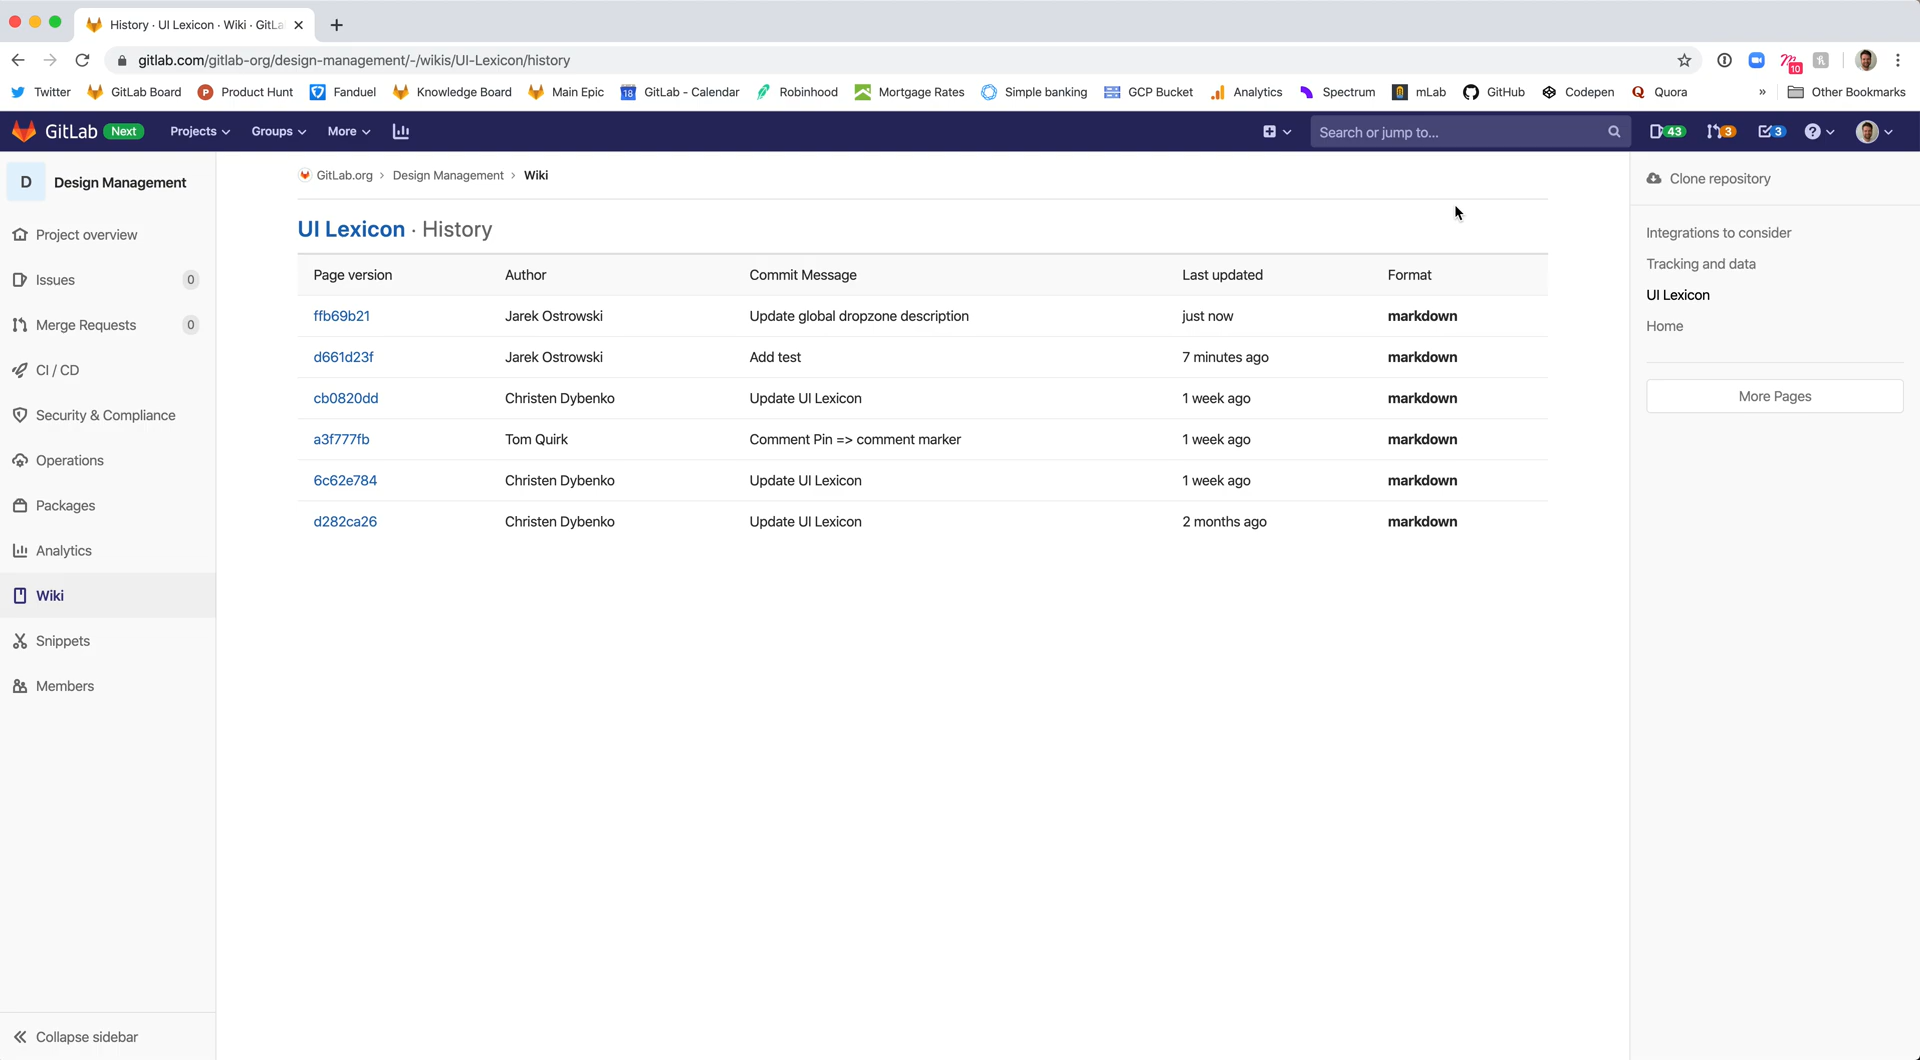 History · UI Lexicon · Wiki · GitLa
gitlab.com/gitlab-org/design-management/-/wikis/UI-Lexicon/history
10
Twitter GitLab Board Product Hunt Fanduel Knowledge Board Main Epic 18 GitLab - Calendar Robinhood Mortgage Rates Simple banking GCP Bucket Analytics Spectrum mLab GitHub Codepen Quora » Other Bookmarks
GitLab Next Projects Groups More Search or jump to... 43 3 3
D Design Management
Project overview
Issues 0
Merge Requests 0
CI / CD
Security & Compliance
Operations
Packages
Analytics
Wiki
Snippets
Members
Collapse sidebar
GitLab.org > Design Management > Wiki
UI Lexicon · History
Page version Author Commit Message Last updated Format
ffb69b21 Jarek Ostrowski Update global dropzone description just now markdown
d661d23f Jarek Ostrowski Add test 7 minutes ago markdown
cb0820dd Christen Dybenko Update UI Lexicon 1 week ago markdown
a3f777fb Tom Quirk Comment Pin => comment marker 1 week ago markdown
6c62e784 Christen Dybenko Update UI Lexicon 1 week ago markdown
d282ca26 Christen Dybenko Update UI Lexicon 2 months ago markdown
Clone repository
Integrations to consider
Tracking and data
UI Lexicon
Home
More Pages